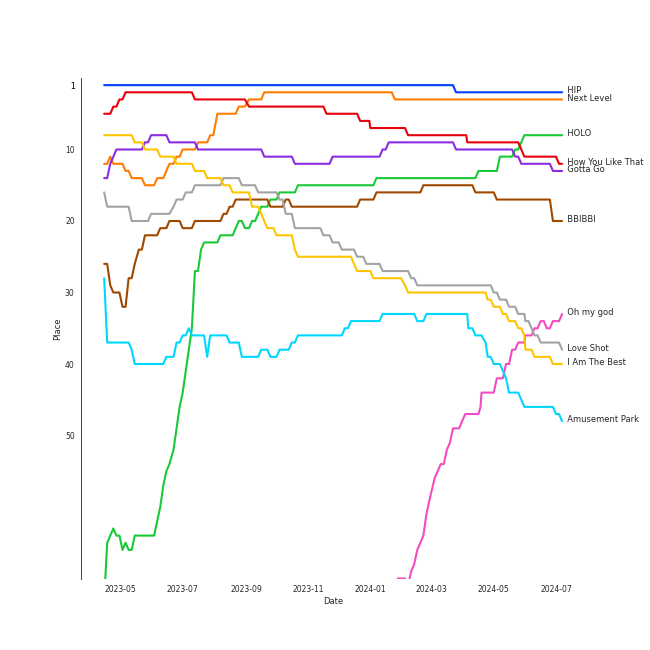 1
10
20
30
40
50
Place
2023-05
2023-07
2023-09
2023-11
2024-01
2024-03
2024-05
2024-07
Date
HIP
Next Level
HOLO
How You Like That
Gotta Go
BBIBBI
Oh my god
Love Shot
I Am The Best
Amusement Park